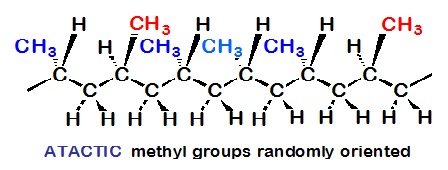 H CH₃ H H H CH₃
CH₃ H CH₃ CH₃ CH₃ H
C C C C C C
C C C C C C
H H H H H H H H H H H H
ATACTIC methyl groups randomly oriented